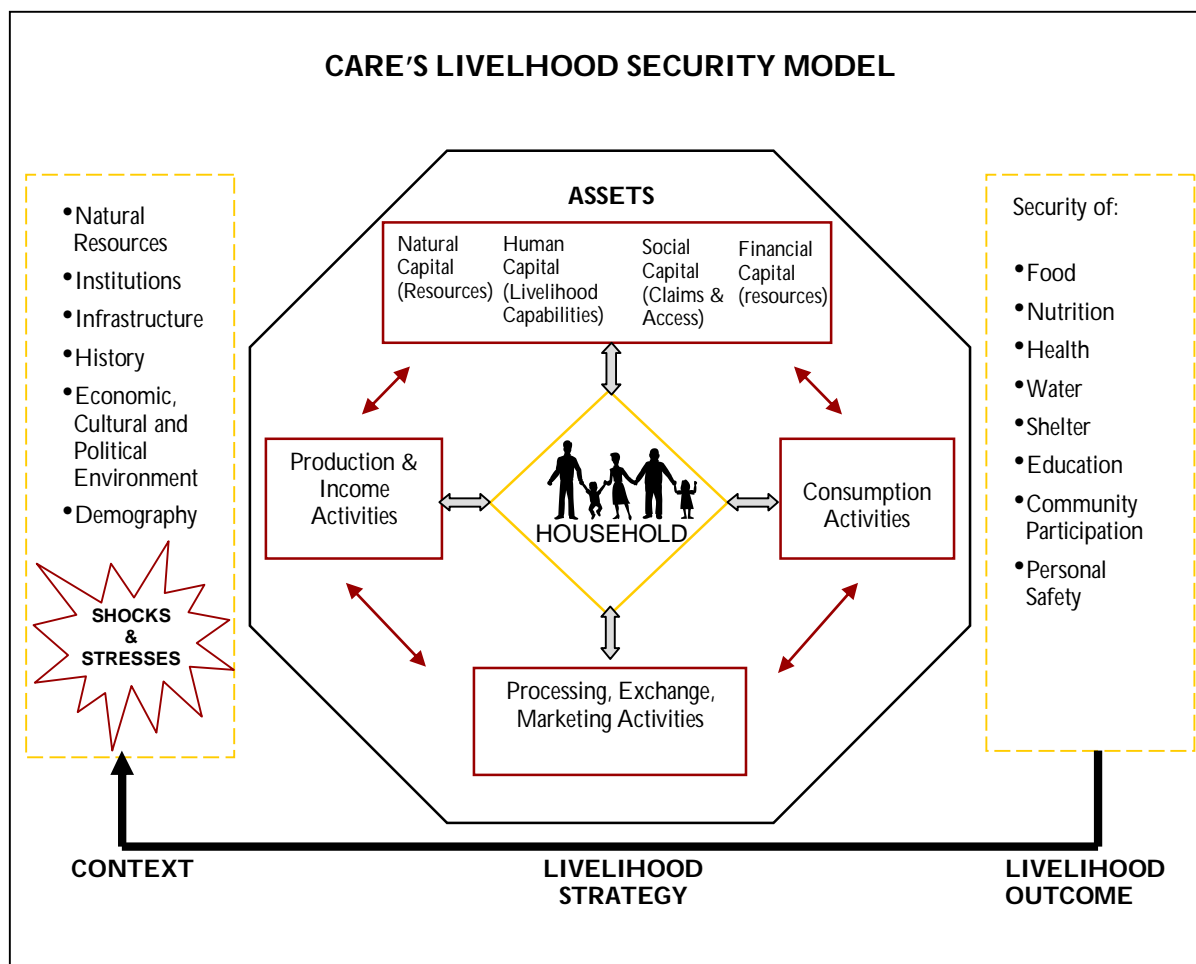 CARE'S LIVELHOOD SECURITY MODEL
•Natural
Resources
•Institutions
•Infrastructure
•History
•Economic,
Cultural and
Political
Environment
•Demography
SHOCKS
&
STRESSES
ASSETS
Natural
Capital
(Resources)
Human
Capital
(Livelihood
Capabilities)
Social
Capital
(Claims &
Access)
Financial
Capital
(resources)
Production &
Income
Activities
HOUSEHOLD
Consumption
Activities
Processing, Exchange,
Marketing Activities
Security of:
•Food
•Nutrition
•Health
•Water
•Shelter
•Education
•Community
Participation
•Personal
Safety
CONTEXT
LIVELIHOOD
STRATEGY
LIVELIHOOD
OUTCOME